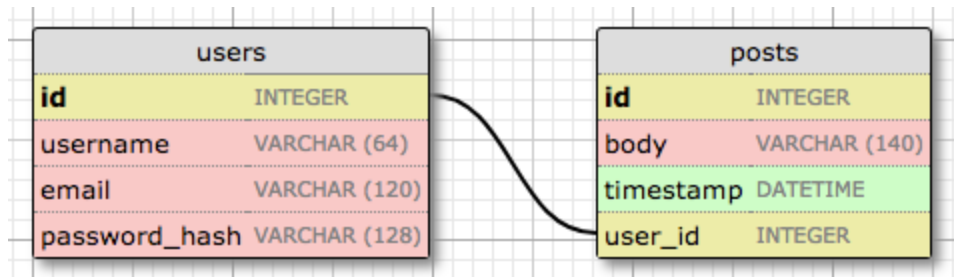 users
id INTEGER
username VARCHAR (64)
email VARCHAR (120)
password_hash VARCHAR (128)
posts
id INTEGER
body VARCHAR (140)
timestamp DATETIME
user_id INTEGER